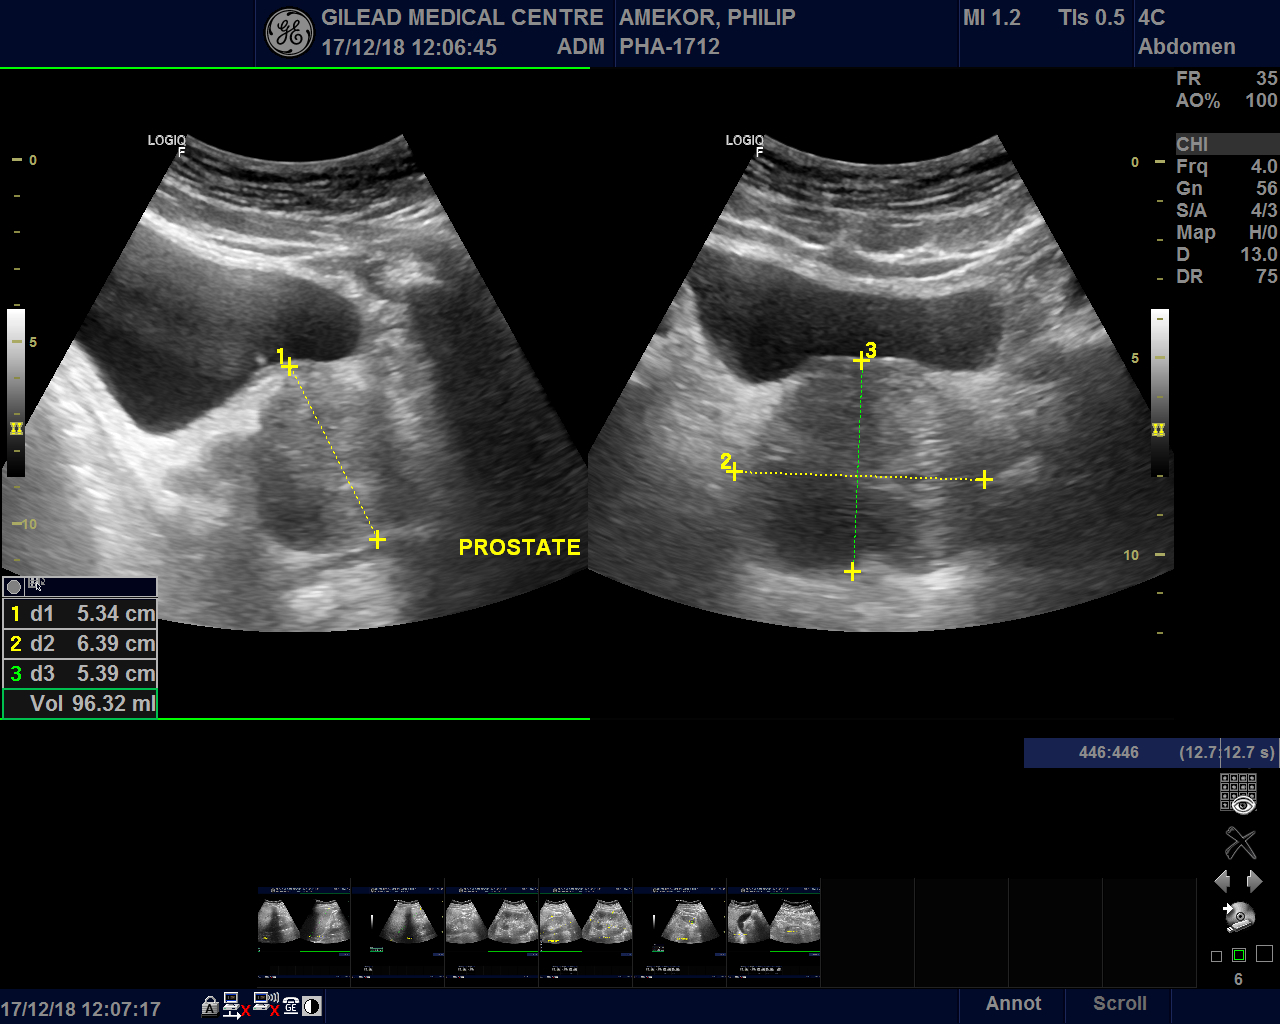 GILEAD MEDICAL CENTRE
17/12/18 12:06:45 ADM
AMEKOR, PHILIP
PHA-1712
MI 1.2 TIs 0.5
4C
Abdomen
FR 35
AO% 100
CHI
Frq 4.0
Gn 56
S/A 4/3
Map H/0
D 13.0
DR 75
LOGIQ
F
LOGIQ
F
0
5
10
0
5
10
1
2
3
PROSTATE
1 d1 5.34 cm
2 d2 6.39 cm
3 d3 5.39 cm
Vol 96.32 ml
446:446 (12.7:12.7 s)
6
17/12/18 12:07:17
A
GE
Annot
Scroll